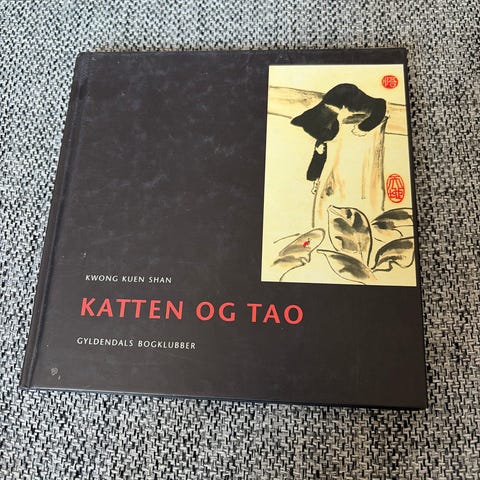 KWONG KUEN SHAN
KATTEN OG TAO
GYLDENDALS BOGKLUBBER